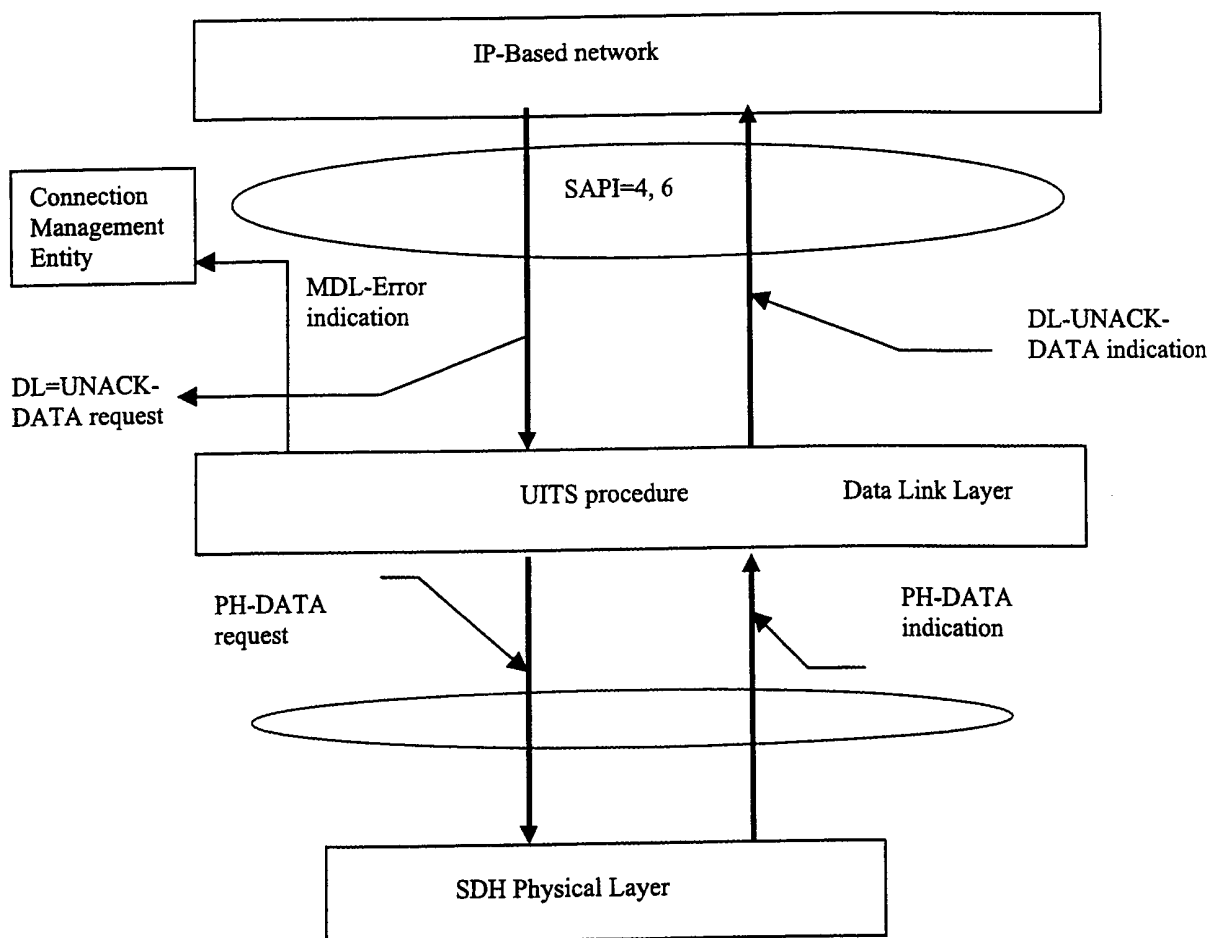 IP-Based network
SAPI=4, 6
Connection
Management
Entity
MDL-Error
indication
DL-UNACK-
DATA indication
DL=UNACK-
DATA request
UITS procedure
Data Link Layer
PH-DATA
request
PH-DATA
indication
SDH Physical Layer